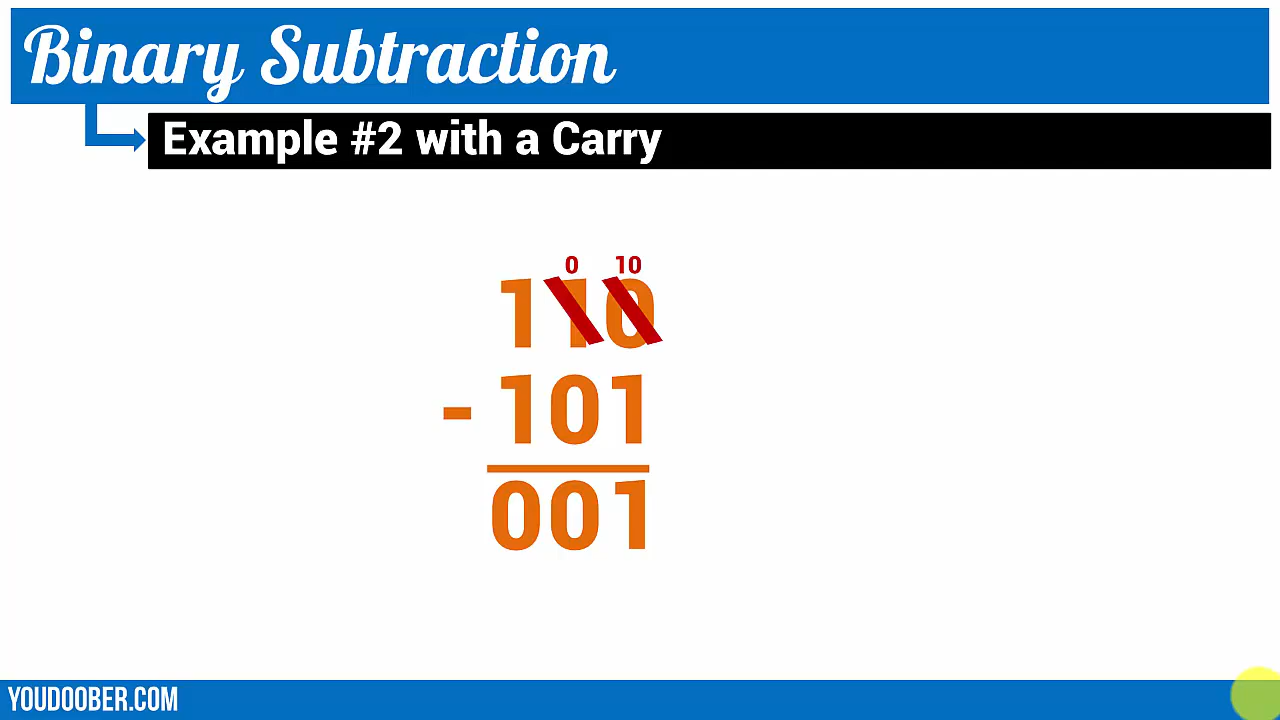 Binary Subtraction
Example #2 with a Carry
0 10
110
- 101
001
YOUDOOBER.COM